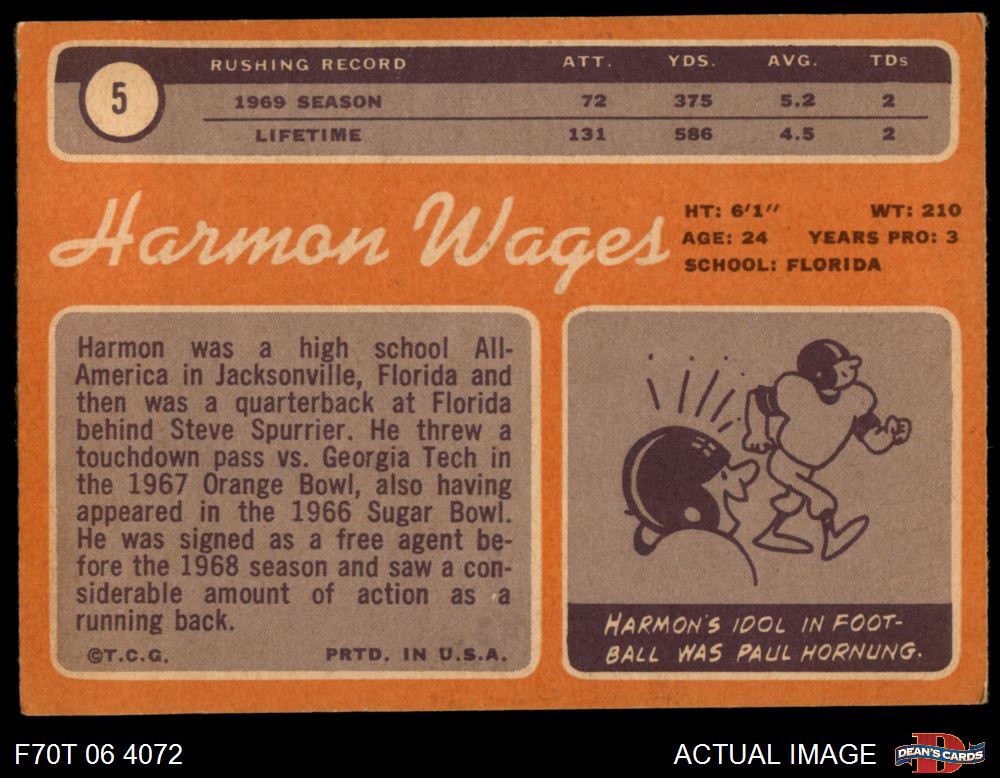 5
RUSHING RECORD ATT. YDS. AVG. TDs
1969 SEASON 72 375 5.2 2
LIFETIME 131 586 4.5 2
Harmon Wages
HT: 6'1" WT: 210
AGE: 24 YEARS PRO: 3
SCHOOL: FLORIDA
Harmon was a high school All-
America in Jacksonville, Florida and
then was a quarterback at Florida
behind Steve Spurrier. He threw a
touchdown pass vs. Georgia Tech in
the 1967 Orange Bowl, also having
appeared in the 1966 Sugar Bowl.
He was signed as a free agent be-
fore the 1968 season and saw a con-
siderable amount of action as a
running back.
©T.C.G. PRTD. IN U.S.A.
HARMON'S IDOL IN FOOT-
BALL WAS PAUL HORNUNG.
F70T 06 4072 ACTUAL IMAGE
DEAN'S CARDS